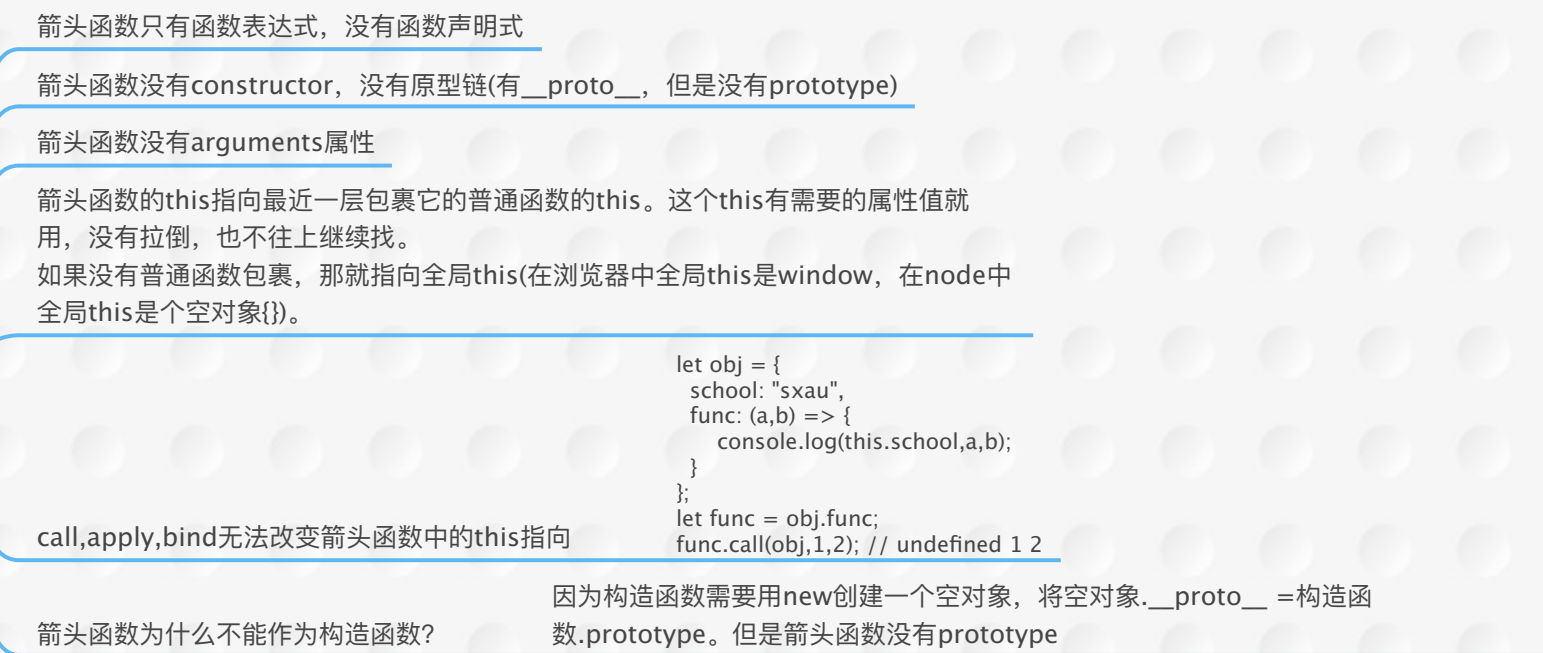 箭头函数只有函数表达式，没有函数声明式
箭头函数没有constructor，没有原型链(有__proto__，但是没有prototype)
箭头函数没有arguments属性
箭头函数的this指向最近一层包裹它的普通函数的this。这个this有需要的属性值就
用，没有拉倒，也不往上继续找。
如果没有普通函数包裹，那就指向全局this(在浏览器中全局this是window，在node中
全局this是个空对象{})。
call,apply,bind无法改变箭头函数中的this指向
let obj = {
  school: "sxau",
  func: (a,b) => {
    console.log(this.school,a,b);
  }
};
let func = obj.func;
func.call(obj,1,2); // undefined 1 2
箭头函数为什么不能作为构造函数？
因为构造函数需要用new创建一个空对象，将空对象.__proto__ =构造函
数.prototype。但是箭头函数没有prototype